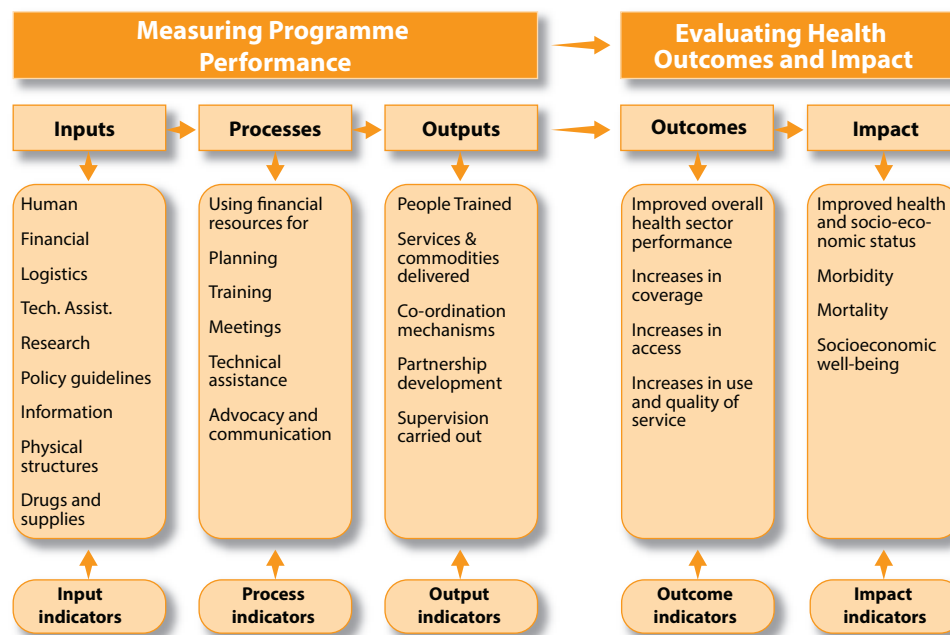 Measuring Programme
Performance
Evaluating Health
Outcomes and Impact
Inputs
Processes
Outputs
Outcomes
Impact
Human
Financial
Logistics
Tech. Assist.
Research
Policy guidelines
Information
Physical
structures
Drugs and
supplies
Using financial
resources for
Planning
Training
Meetings
Technical
assistance
Advocacy and
communication
People Trained
Services &
commodities
delivered
Co-ordination
mechanisms
Partnership
development
Supervision
carried out
Improved overall
health sector
performance
Increases in
coverage
Increases in
access
Increases in use
and quality of
service
Improved health
and socio-eco-
nomic status
Morbidity
Mortality
Socioeconomic
well-being
Input
indicators
Process
indicators
Output
indicators
Outcome
indicators
Impact
indicators